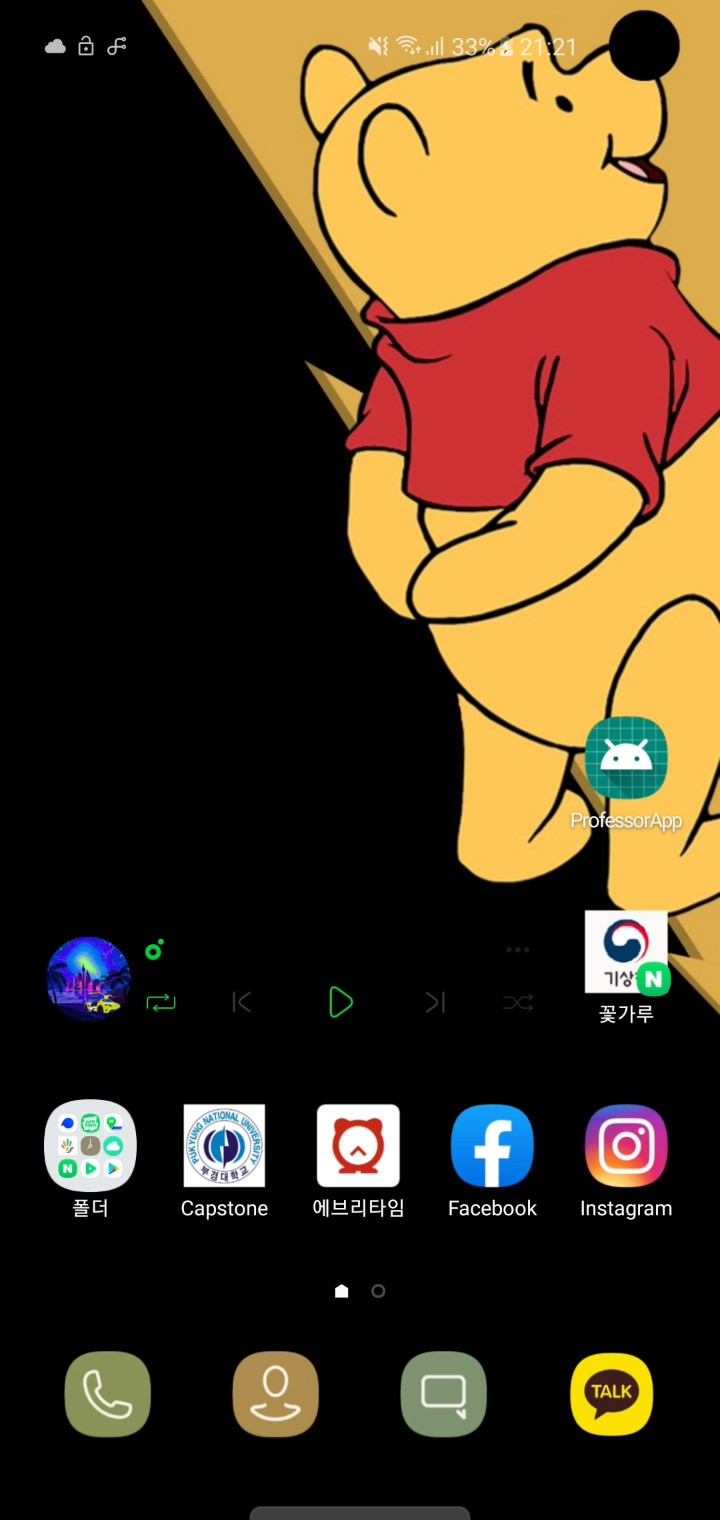 33% 21:21
ProfessorApp
기상
N
꽃가루
PUKYONG NATIONAL UNIVERSITY
부경대학교
N
폴더
Capstone
에브리타임
Facebook
Instagram
TALK